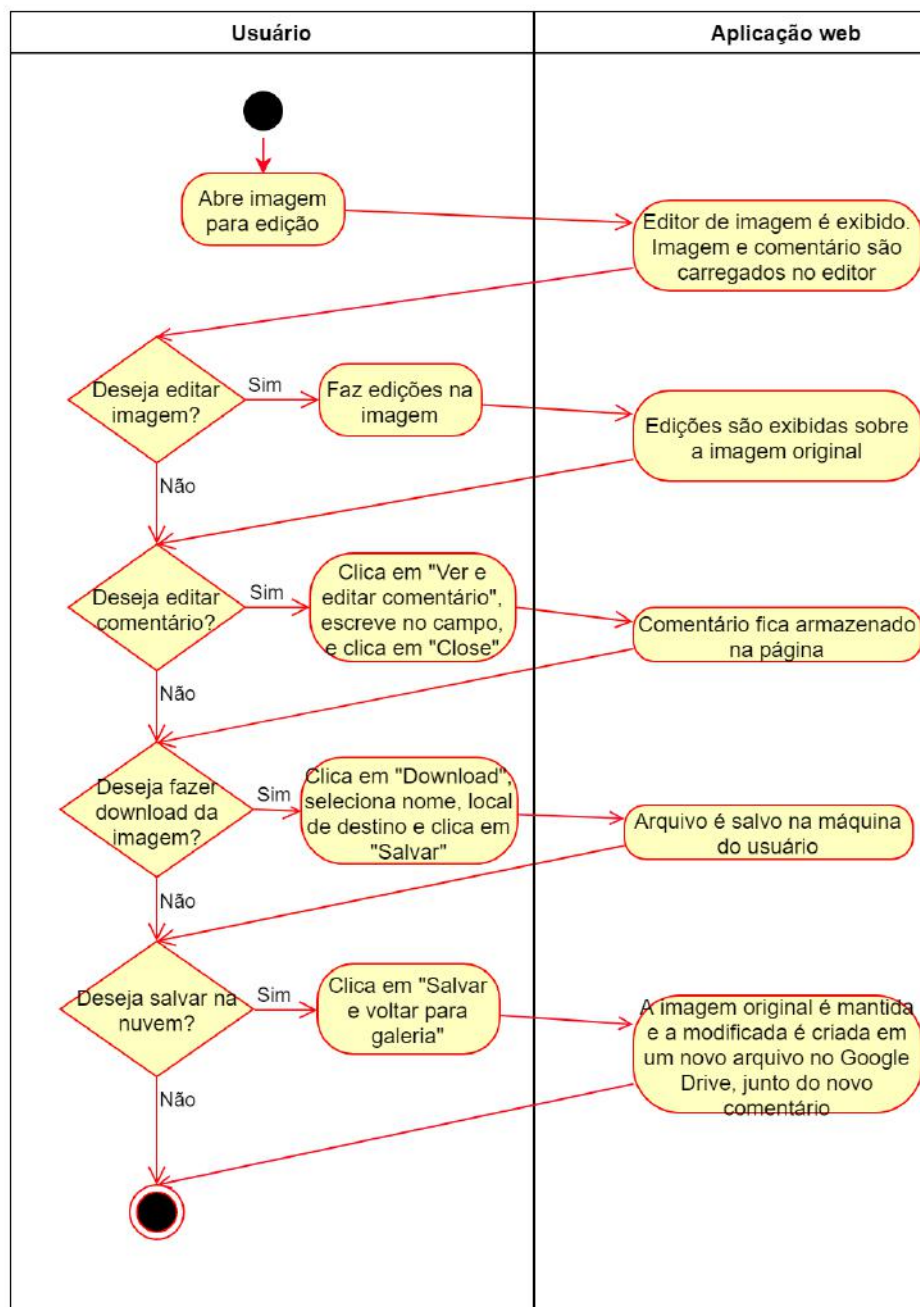 Usuário
Aplicação web
Abre imagem
para edição
Editor de imagem é exibido.
Imagem e comentário são
carregados no editor
Deseja editar
imagem?
Sim
Faz edições na
imagem
Edições são exibidas sobre
a imagem original
Não
Deseja editar
comentário?
Sim
Clica em "Ver e
editar comentário",
escreve no campo,
e clica em "Close"
Comentário fica armazenado
na página
Não
Deseja fazer
download da
imagem?
Sim
Clica em "Download",
seleciona nome, local
de destino e clica em
"Salvar"
Arquivo é salvo na máquina
do usuário
Não
Deseja salvar na
nuvem?
Sim
Clica em "Salvar
e voltar para
galeria"
A imagem original é mantida
e a modificada é criada em
um novo arquivo no Google
Drive, junto do novo
comentário
Não